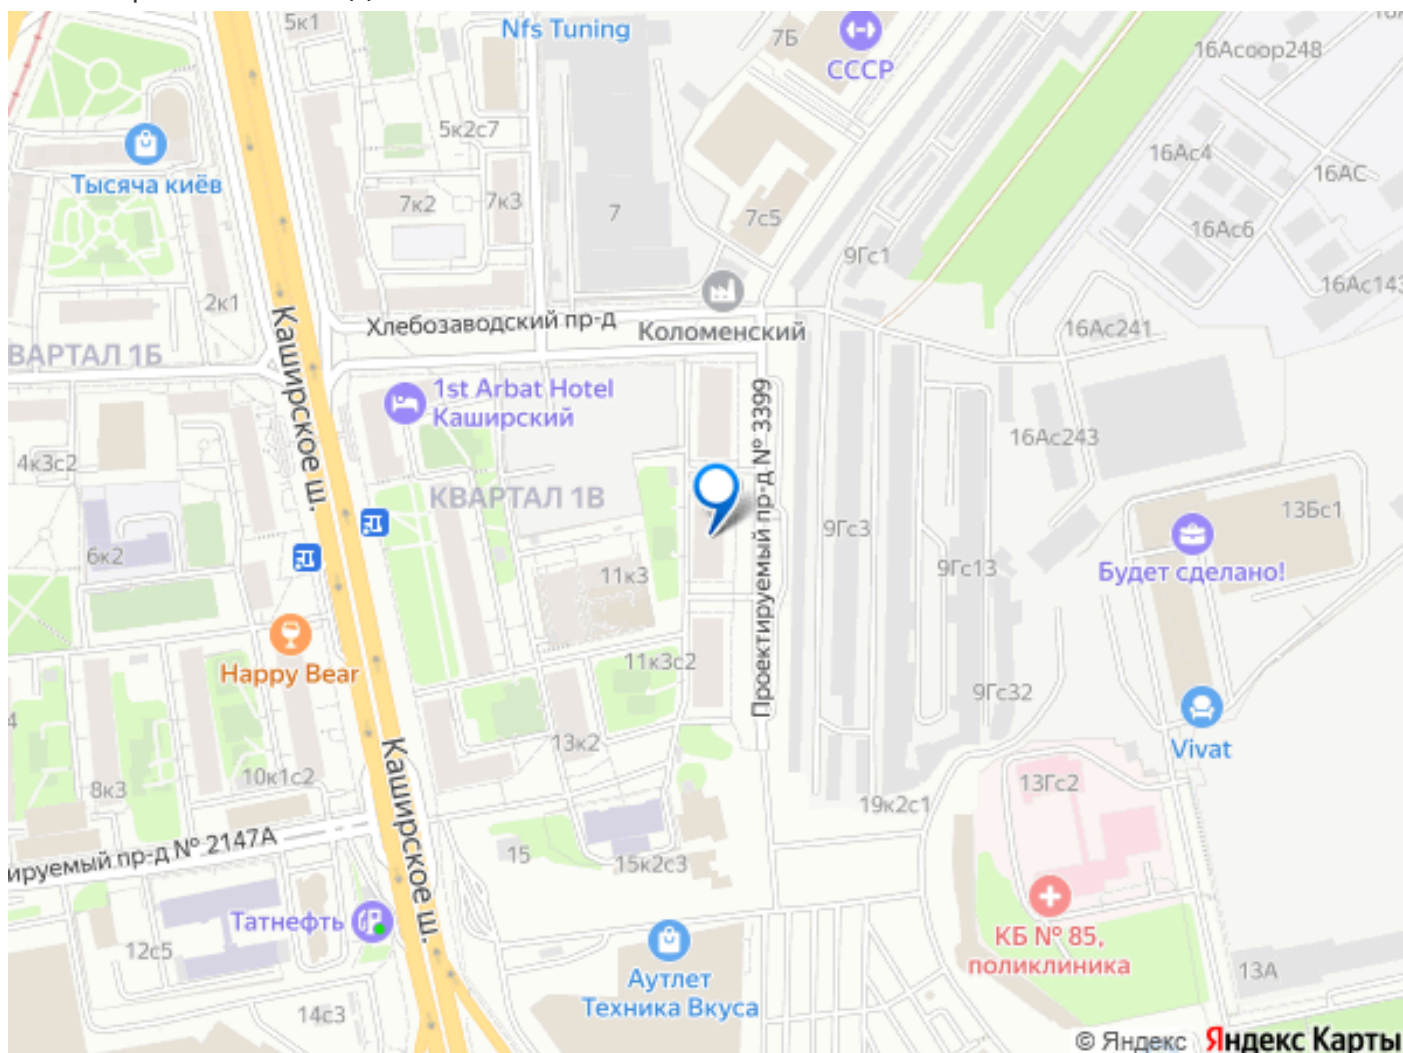 5к1
Nfs Tuning
7Б
СССР
16Асоор248
5к2с7
16Ас4
16АС
Тысяча киёв
7к2
7к3
7
7с5
16Ас6
9Гс1
2к1
16Ас143
Хлебозаводский пр-д
Коломенский
16Ас241
КВАРТАЛ 1Б
Каширское ш.
1st Arbat Hotel
Каширский
Проектируемый пр-д № 3399
16Ас243
4к3с2
КВАРТАЛ 1В
9Гс3
13Бс1
6к2
11к3
9Гс13
Будет сделано!
Happy Bear
11к3с2
9Гс32
13к2
Vivat
Каширское ш.
10к1с2
8к3
13Гс2
19к2с1
ируемый пр-д № 2147А
15
15к2с3
Татнефть
12с5
КБ № 85,
поликлиника
Аутлет
Техника Вкуса
13А
14с3
© Яндекс Яндекс Карты